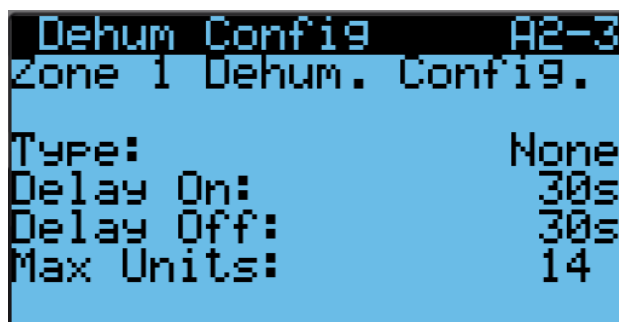 Dehum Config A2-3
Zone 1 Dehum. Config.
Type: None
Delay On: 30s
Delay Off: 30s
Max Units: 14